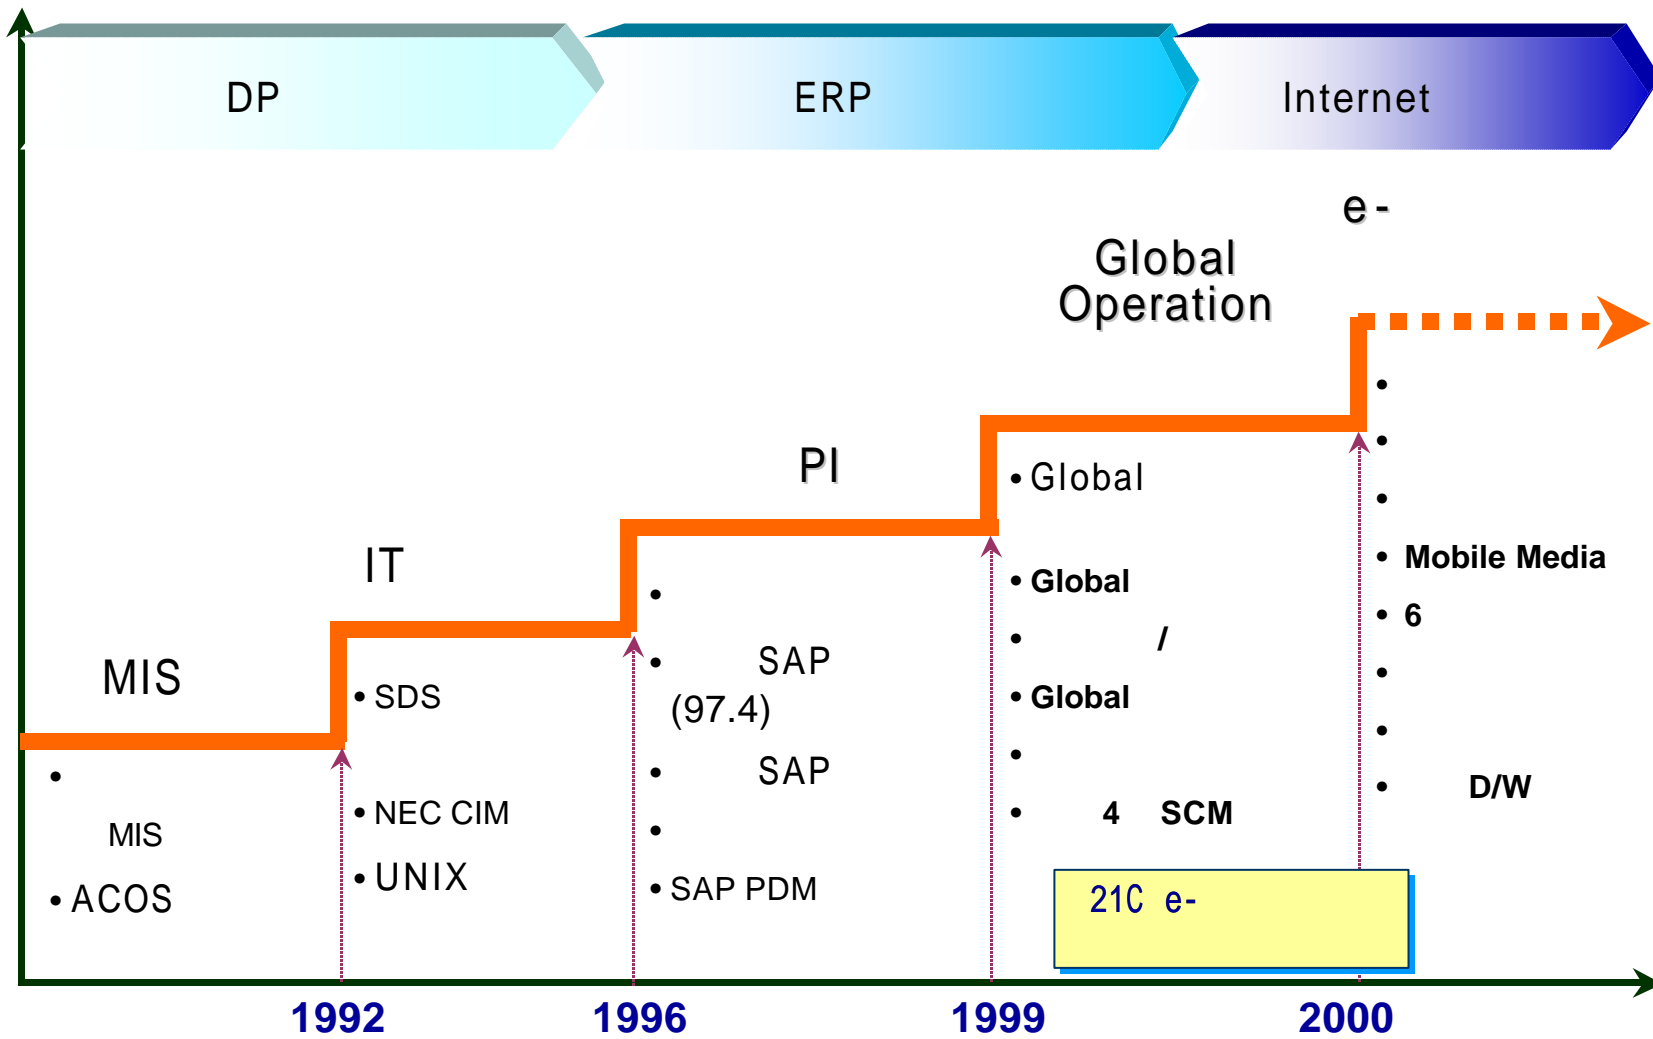 DP
ERP
Internet
e-
Global
Operation
PI
IT
MIS
•
MIS
• ACOS
• SDS
• NEC CIM
• UNIX
•
• SAP
(97.4)
• SAP
•
• SAP PDM
• Global
• Global
• /
• Global
•
• 4 SCM
•
•
•
• Mobile Media
• 6
•
•
• D/W
21C e-
1992
1996
1999
2000